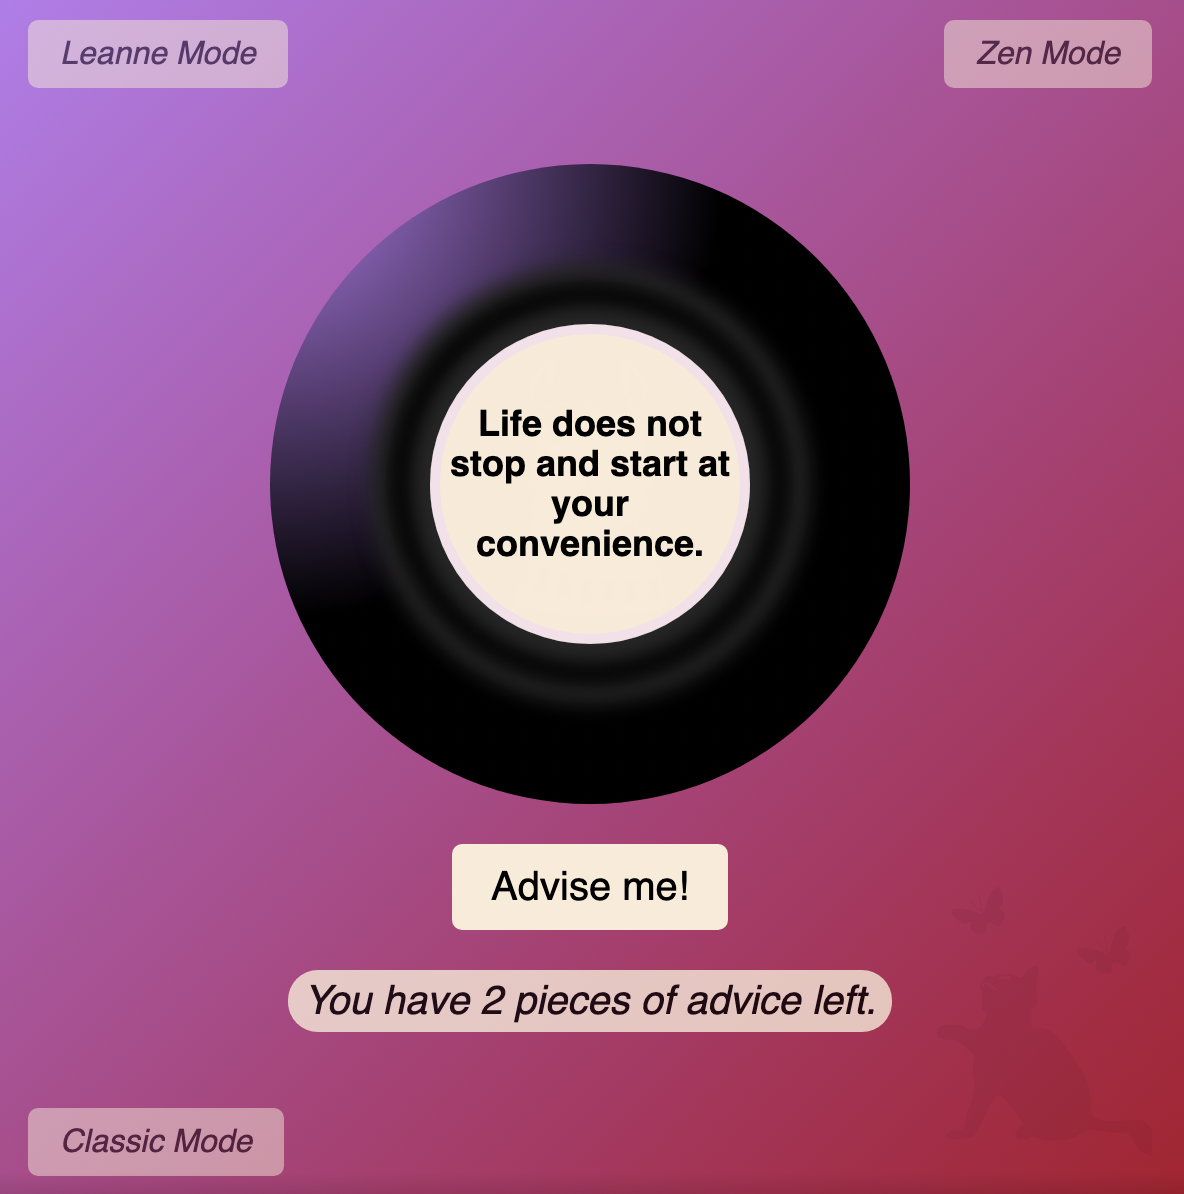 Leanne Mode
Zen Mode
Life does not
stop and start at
your
convenience.
Advise me!
You have 2 pieces of advice left.
Classic Mode